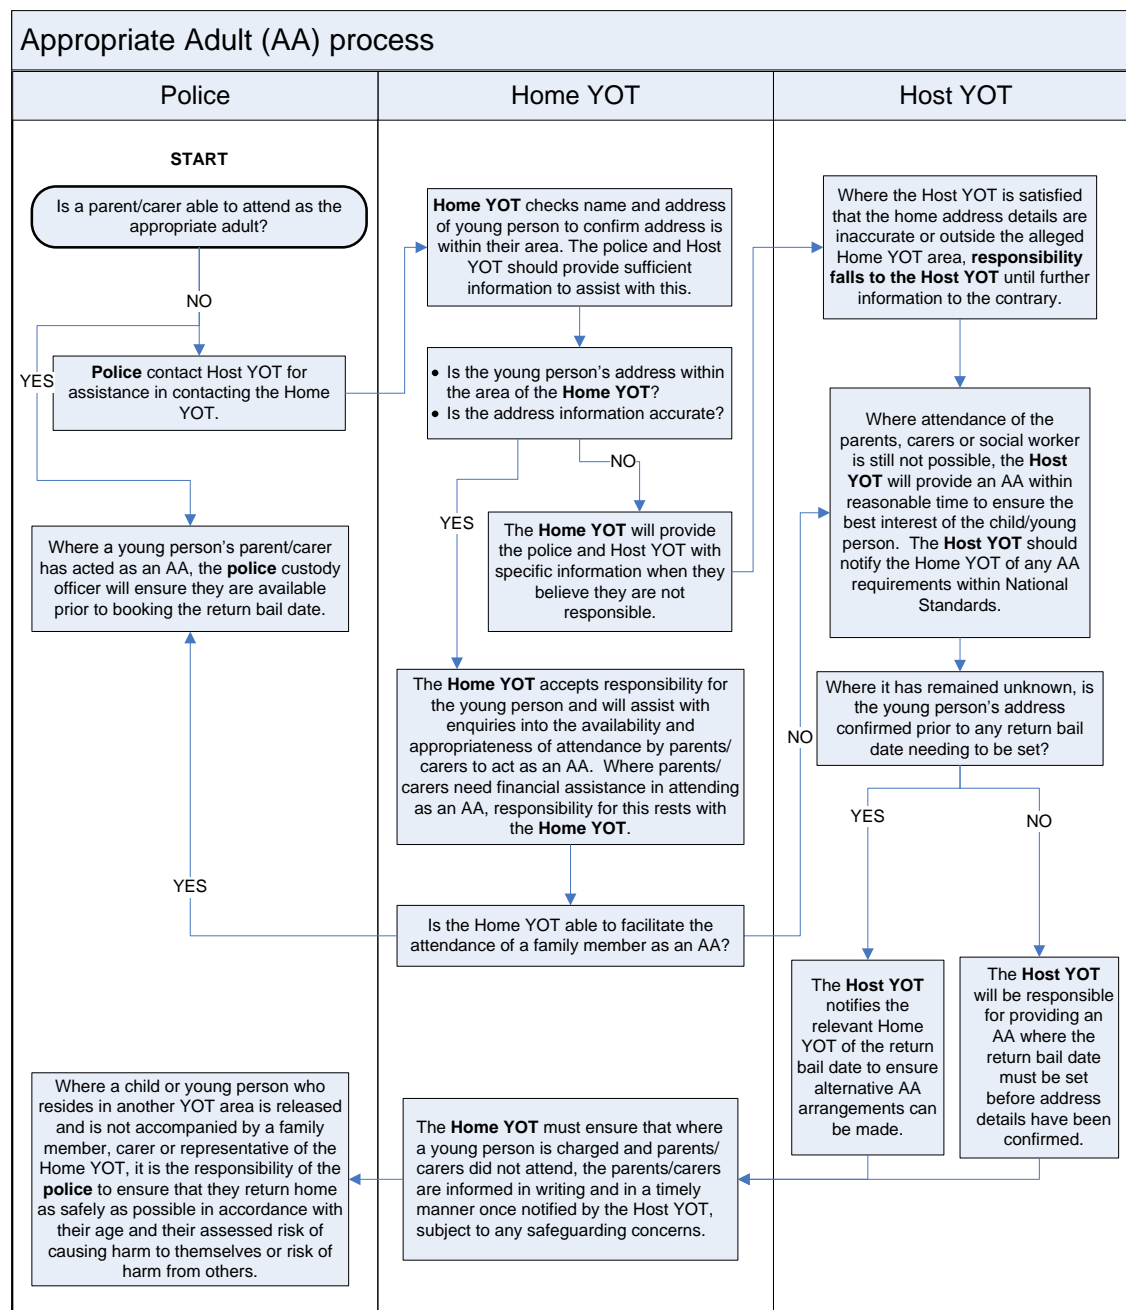 Appropriate Adult (AA) process
Police
Home YOT
Host YOT
START
Is a parent/carer able to attend as the
appropriate adult?
NO
YES
Police contact Host YOT for
assistance in contacting the Home
YOT.
Where a young person's parent/carer
has acted as an AA, the police custody
officer will ensure they are available
prior to booking the return bail date.
YES
Where a child or young person who
resides in another YOT area is released
and is not accompanied by a family
member, carer or representative of the
Home YOT, it is the responsibility of the
police to ensure that they return home
as safely as possible in accordance with
their age and their assessed risk of
causing harm to themselves or risk of
harm from others.
Home YOT checks name and address
of young person to confirm address is
within their area. The police and Host
YOT should provide sufficient
information to assist with this.
• Is the young person's address within
the area of the Home YOT?
• Is the address information accurate?
NO
YES
The Home YOT will provide
the police and Host YOT with
specific information when they
believe they are not
responsible.
The Home YOT accepts responsibility for
the young person and will assist with
enquiries into the availability and
appropriateness of attendance by parents/
carers to act as an AA. Where parents/
carers need financial assistance in attending
as an AA, responsibility for this rests with
the Home YOT.
Is the Home YOT able to facilitate the
attendance of a family member as an AA?
The Home YOT must ensure that where
a young person is charged and parents/
carers did not attend, the parents/carers
are informed in writing and in a timely
manner once notified by the Host YOT,
subject to any safeguarding concerns.
Where the Host YOT is satisfied
that the home address details are
inaccurate or outside the alleged
Home YOT area, responsibility
falls to the Host YOT until further
information to the contrary.
Where attendance of the
parents, carers or social worker
is still not possible, the Host
YOT will provide an AA within
reasonable time to ensure the
best interest of the child/young
person. The Host YOT should
notify the Home YOT of any AA
requirements within National
Standards.
NO
Where it has remained unknown, is
the young person's address
confirmed prior to any return bail
date needing to be set?
YES
NO
The Host YOT
notifies the
relevant Home
YOT of the return
bail date to ensure
alternative AA
arrangements can
be made.
The Host YOT
will be responsible
for providing an
AA where the
return bail date
must be set
before address
details have been
confirmed.